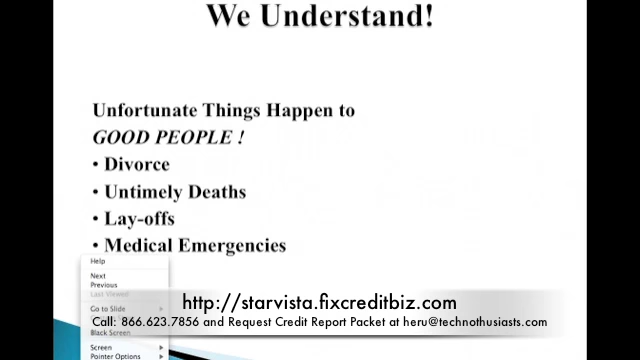 We Understand!
Unfortunate Things Happen to
GOOD PEOPLE !
• Divorce
• Untimely Deaths
• Lay-offs
• Medical Emergencies
Help
Next
Previous
Last Viewed
Go to Slide
Black Screen
Screen
Pointer Options
http://starvista.fixcreditbiz.com
Call: 866.623.7856 and Request Credit Report Packet at heru@technothusiasts.com